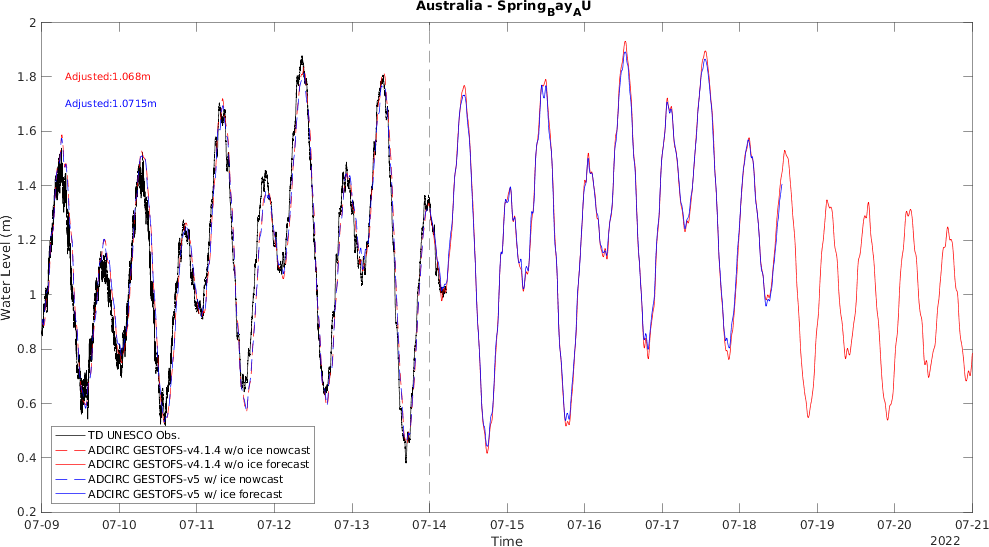 Australia - SpringBayAU
2
1.8
1.6
1.4
1.2
1
0.8
0.6
0.4
0.2
Water Level (m)
Adjusted:1.068m
Adjusted:1.0715m
TD UNESCO Obs.
ADCIRC GESTOFS-v4.1.4 w/o ice nowcast
ADCIRC GESTOFS-v4.1.4 w/o ice forecast
ADCIRC GESTOFS-v5 w/ ice nowcast
ADCIRC GESTOFS-v5 w/ ice forecast
07-09 07-10 07-11 07-12 07-13 07-14 07-15 07-16 07-17 07-18 07-19 07-20 07-21
Time
2022